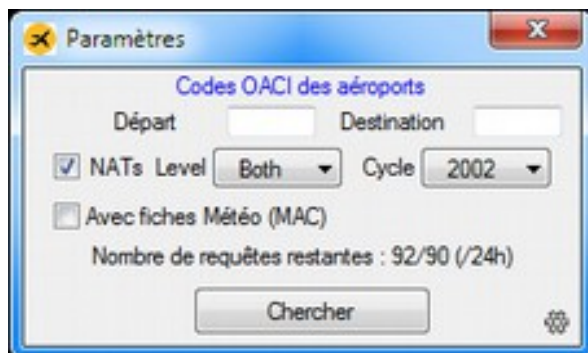 Paramètres
Codes OACI des aéroports
Départ Destination
NATs Level Both Cycle 2002
Avec fiches Météo (MAC)
Nombre de requêtes restantes : 92/90 (/24h)
Chercher